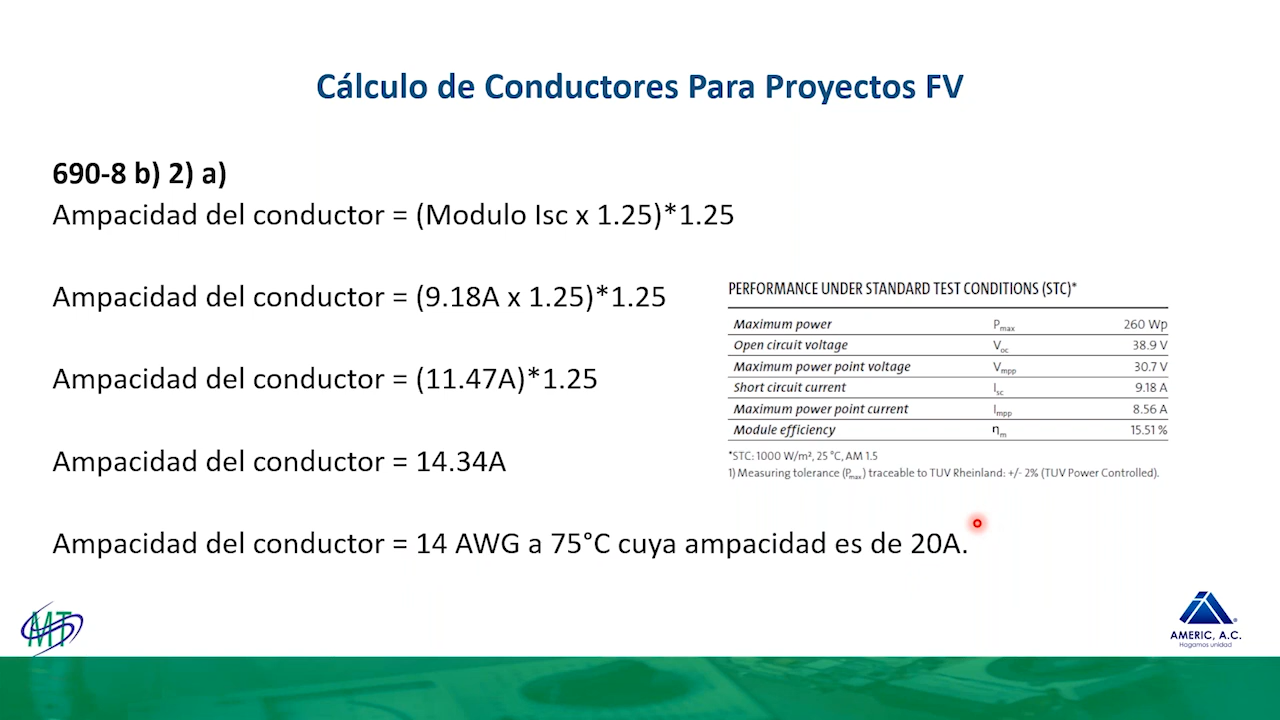 Cálculo de Conductores Para Proyectos FV
690-8 b) 2) a)
Ampacidad del conductor = (Modulo Isc x 1.25)*1.25
Ampacidad del conductor = (9.18A x 1.25)*1.25
Ampacidad del conductor = (11.47A)*1.25
Ampacidad del conductor = 14.34A
Ampacidad del conductor = 14 AWG a 75°C cuya ampacidad es de 20A.
PERFORMANCE UNDER STANDARD TEST CONDITIONS (STC)*
Maximum power Pmax 260 Wp
Open circuit voltage Voc 38.9 V
Maximum power point voltage Vmpp 30.7 V
Short circuit current Isc 9.18 A
Maximum power point current Impp 8.56 A
Module efficiency ηm 15.51 %
*STC: 1000 W/m², 25 °C, AM 1.5
1) Measuring tolerance (Pmax) traceable to TUV Rheinland: +/- 2% (TUV Power Controlled).
MT
AMERIC, A.C.
Hagamos unidad